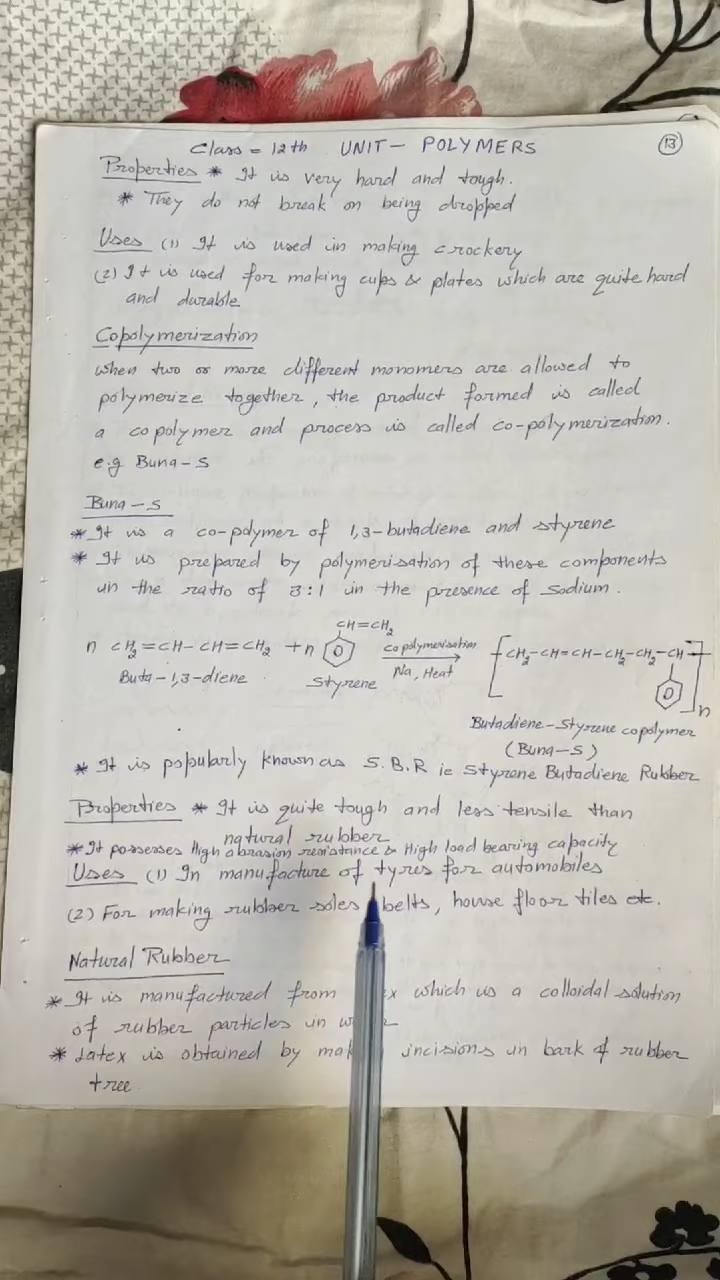 Class = 12th UNIT - POLYMERS 13
Properties * It is very hard and tough.
* They do not break on being dropped
Uses (1) It is used in making crockery
(2) It is used for making cups & plates which are quite hard
and durable
Copolymerization
When two or more different monomers are allowed to
polymerize together, the product formed is called
a copolymer and process is called co-polymerization.
e.g Buna-S
Buna-S
* It is a co-polymer of 1,3-butadiene and styrene
* It is prepared by polymerisation of these components
in the ratio of 3:1 in the presence of Sodium.
CH=CH₂
n CH₂=CH-CH=CH₂ + n copolymerisation [CH₂-CH=CH-CH₂-CH₂-CH]n
Buta-1,3-diene Styrene Na, Heat
Butadiene-Styrene copolymer
(Buna-S)
* It is popularly known as S.B.R ie Styrene Butadiene Rubber
Properties * It is quite tough and less tensile than
natural rubber
* It possesses High abrasion resistance & High load bearing capacity
Uses (1) In manufacture of tyres for automobiles
(2) For making rubber soles belts, house floor tiles etc.
Natural Rubber
* It is manufactured from which is a colloidal solution
of rubber particles in
* Latex is obtained by incisions in bark of rubber
tree